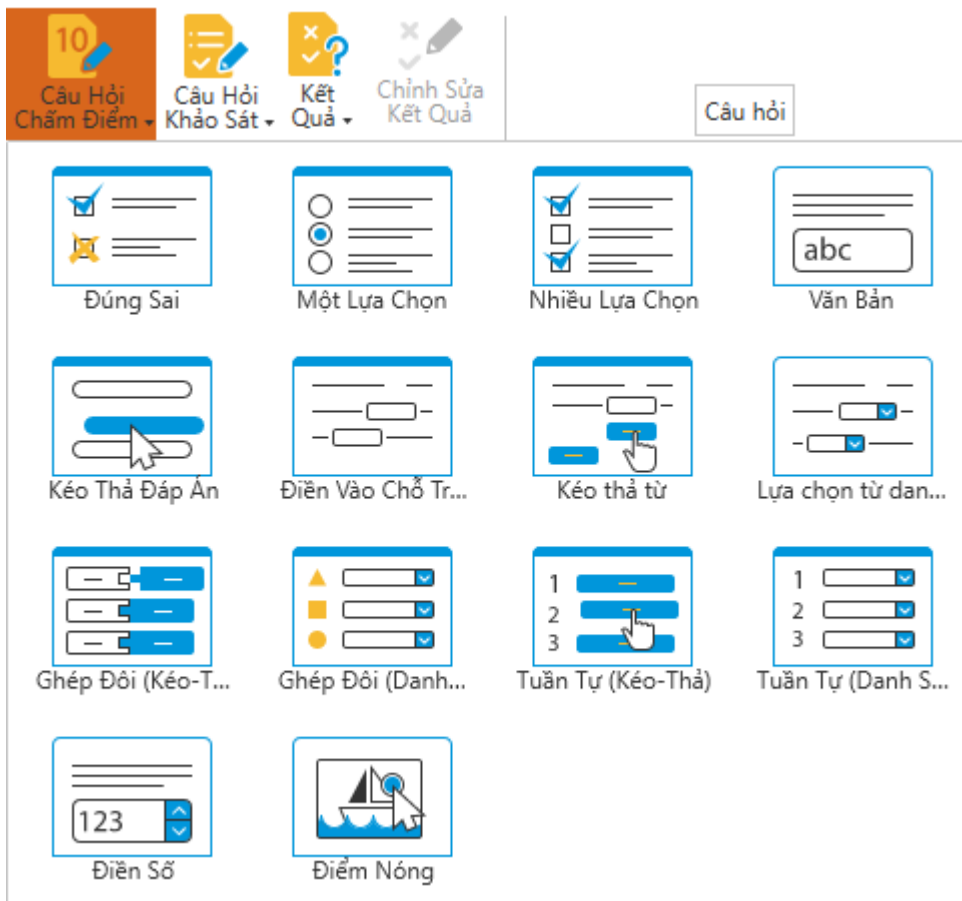 10
Câu Hỏi
Chấm Điểm
Câu Hỏi
Khảo Sát
Kết
Quả
Chỉnh Sửa
Kết Quả
Câu hỏi
Đúng Sai
Một Lựa Chọn
Nhiều Lựa Chọn
abc
Văn Bản
Kéo Thả Đáp Án
Điền Vào Chỗ Tr...
Kéo thả từ
Lựa chọn từ dan...
Ghép Đôi (Kéo-T...
Ghép Đôi (Danh...
1
2
3
Tuần Tự (Kéo-Thả)
1
2
3
Tuần Tự (Danh S...
123
Điền Số
Điểm Nóng